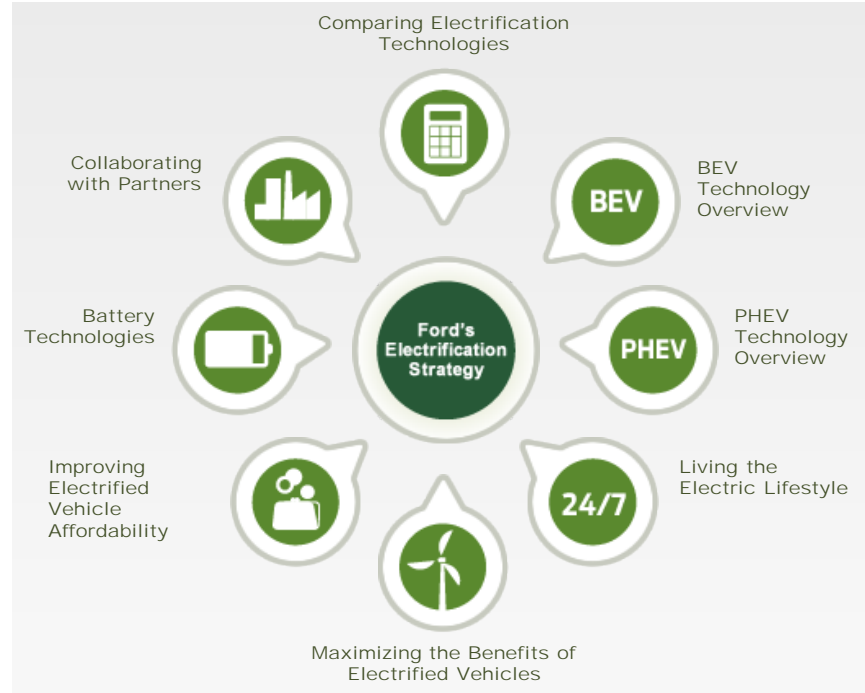 Comparing Electrification
Technologies
Collaborating
with Partners
BEV
BEV
Technology
Overview
Battery
Technologies
Ford's
Electrification
Strategy
PHEV
PHEV
Technology
Overview
Improving
Electrified
Vehicle
Affordability
24/7
Living the
Electric Lifestyle
Maximizing the Benefits of
Electrified Vehicles